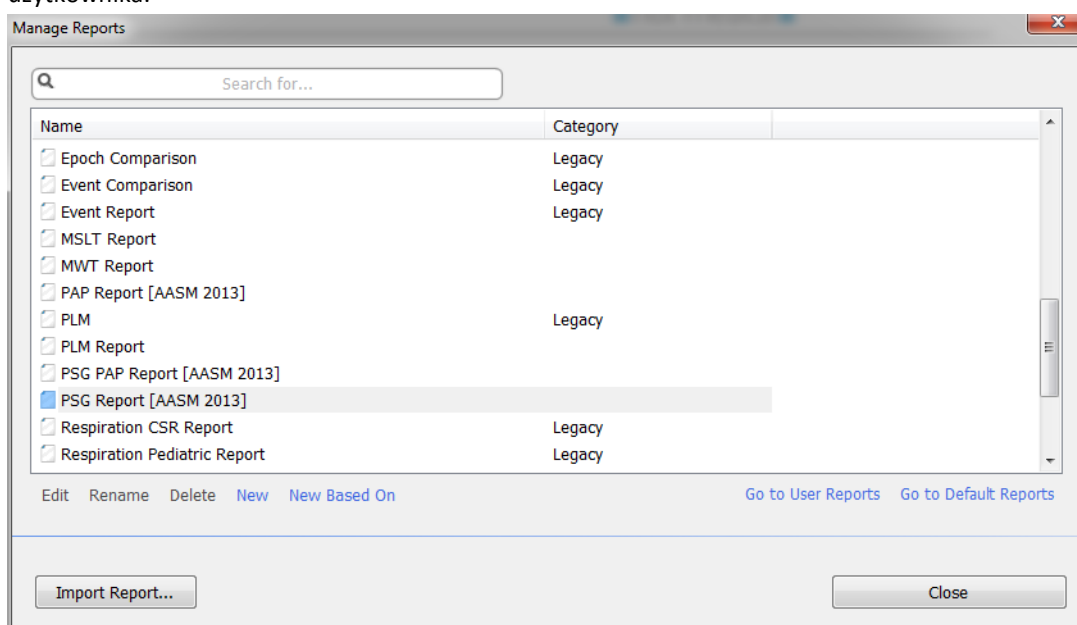 użytkownika.
Manage Reports
X
Search for...
Name Category
Epoch Comparison Legacy
Event Comparison Legacy
Event Report Legacy
MSLT Report
MWT Report
PAP Report [AASM 2013]
PLM Legacy
PLM Report
PSG PAP Report [AASM 2013]
PSG Report [AASM 2013]
Respiration CSR Report Legacy
Respiration Pediatric Report Legacy
Edit Rename Delete New New Based On Go to User Reports Go to Default Reports
Import Report... Close